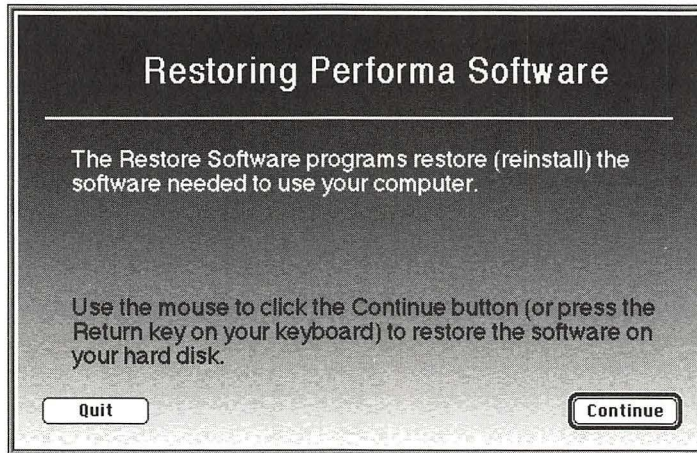 Restoring Performa Software
The Restore Software programs restore (reinstall) the
software needed to use your computer.
Use the mouse to click the Continue button (or press the
Return key on your keyboard) to restore the software on
your hard disk.
Quit
Continue